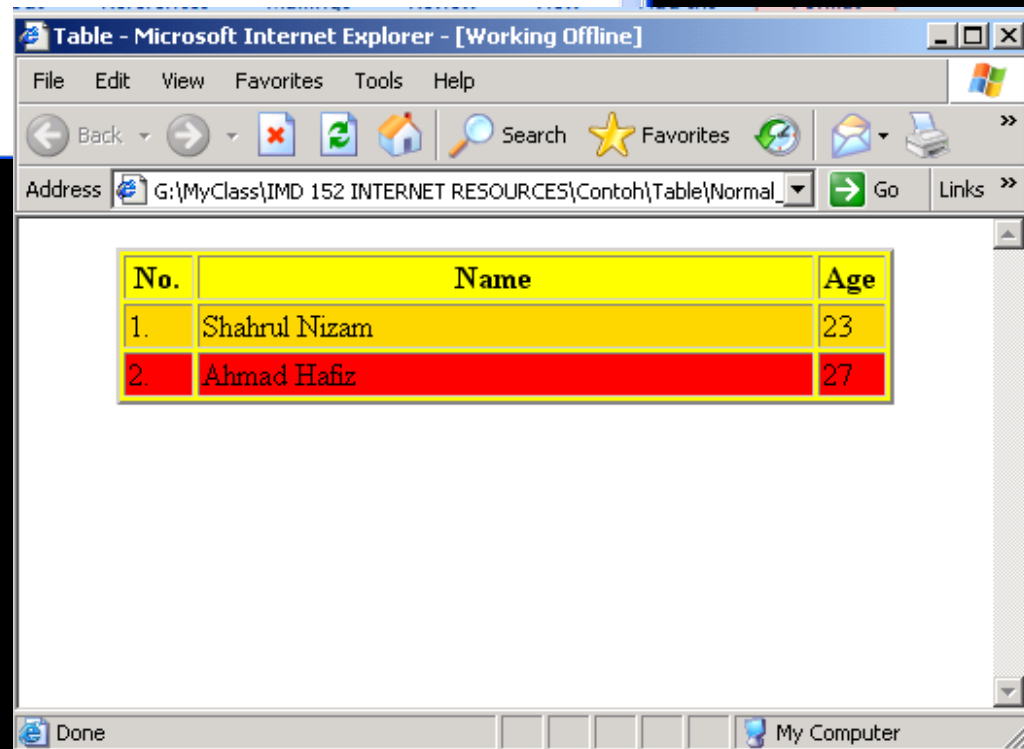 Table - Microsoft Internet Explorer - [Working Offline]
File Edit View Favorites Tools Help
Back Search Favorites »
Address G:\MyClass\IMD 152 INTERNET RESOURCES\Contoh\Table\Normal_ Go Links »
No. Name Age
1. Shahrul Nizam 23
2. Ahmad Hafiz 27
Done My Computer